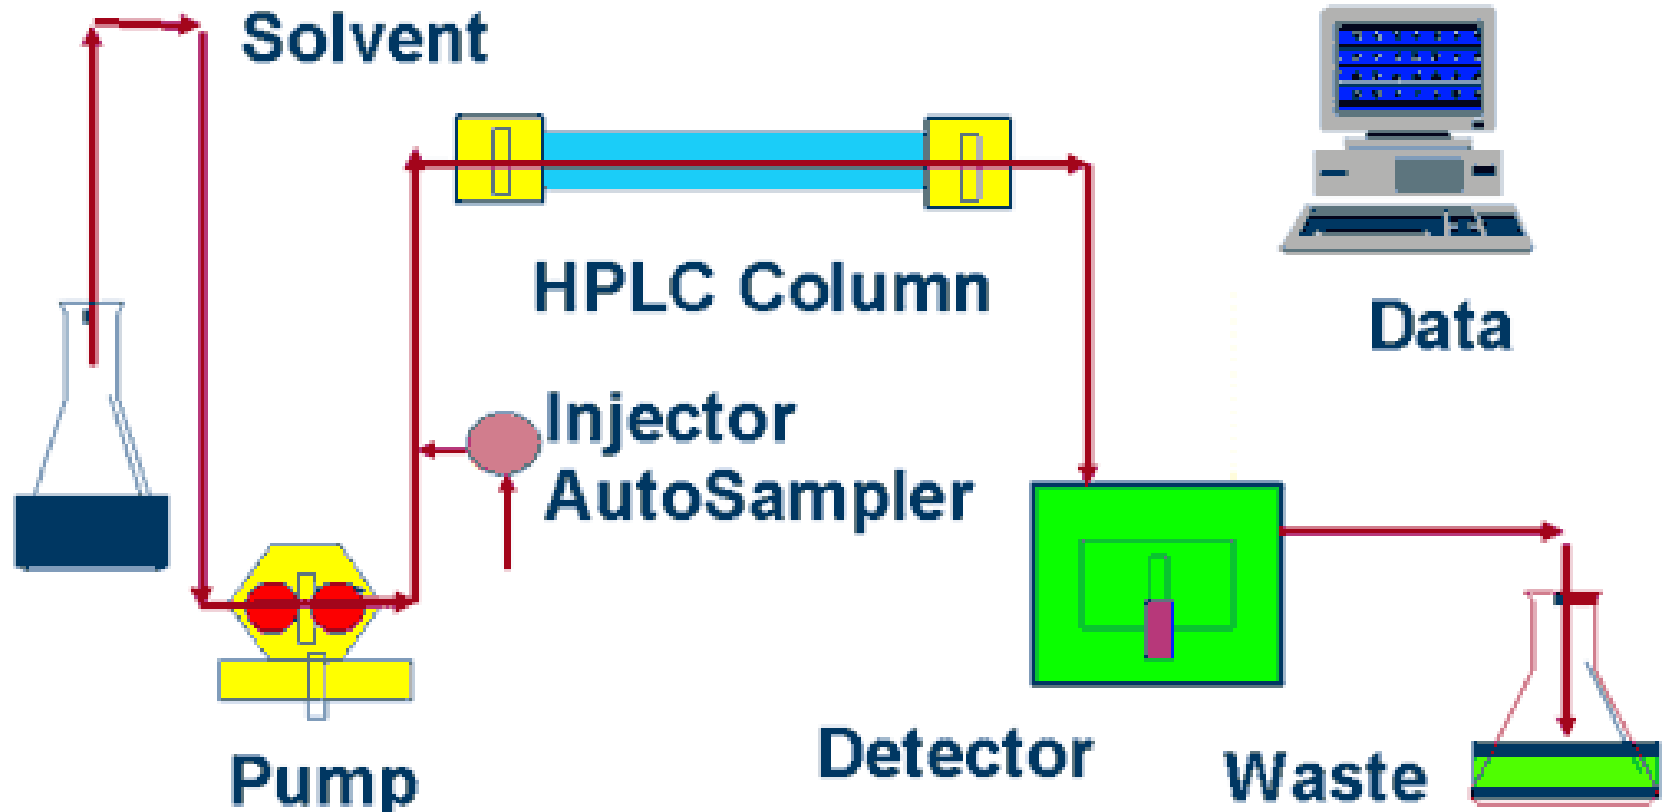 Solvent
HPLC Column
Data
Injector
AutoSampler
Pump
Detector
Waste